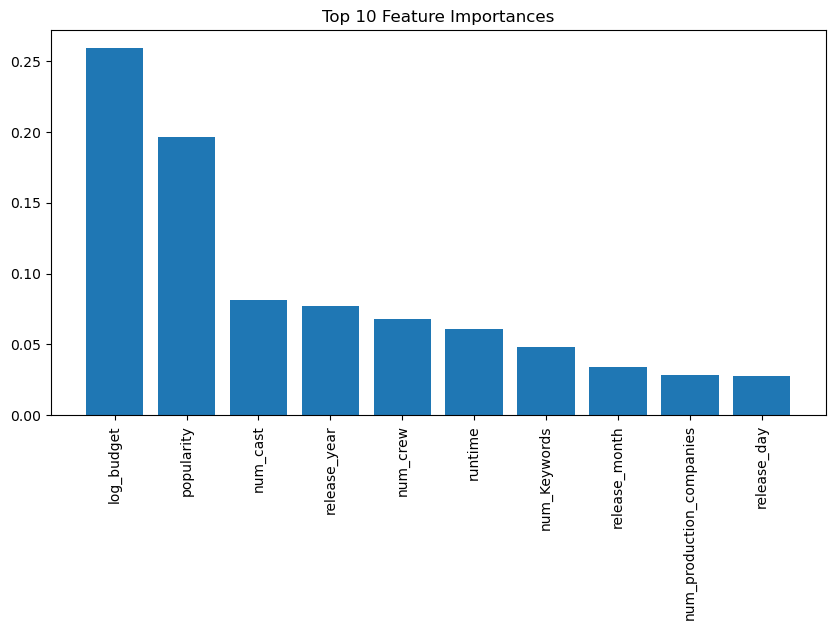 Top 10 Feature Importances
0.25
0.20
0.15
0.10
0.05
0.00
log_budget
popularity
num_cast
release_year
num_crew
runtime
num_Keywords
release_month
num_production_companies
release_day